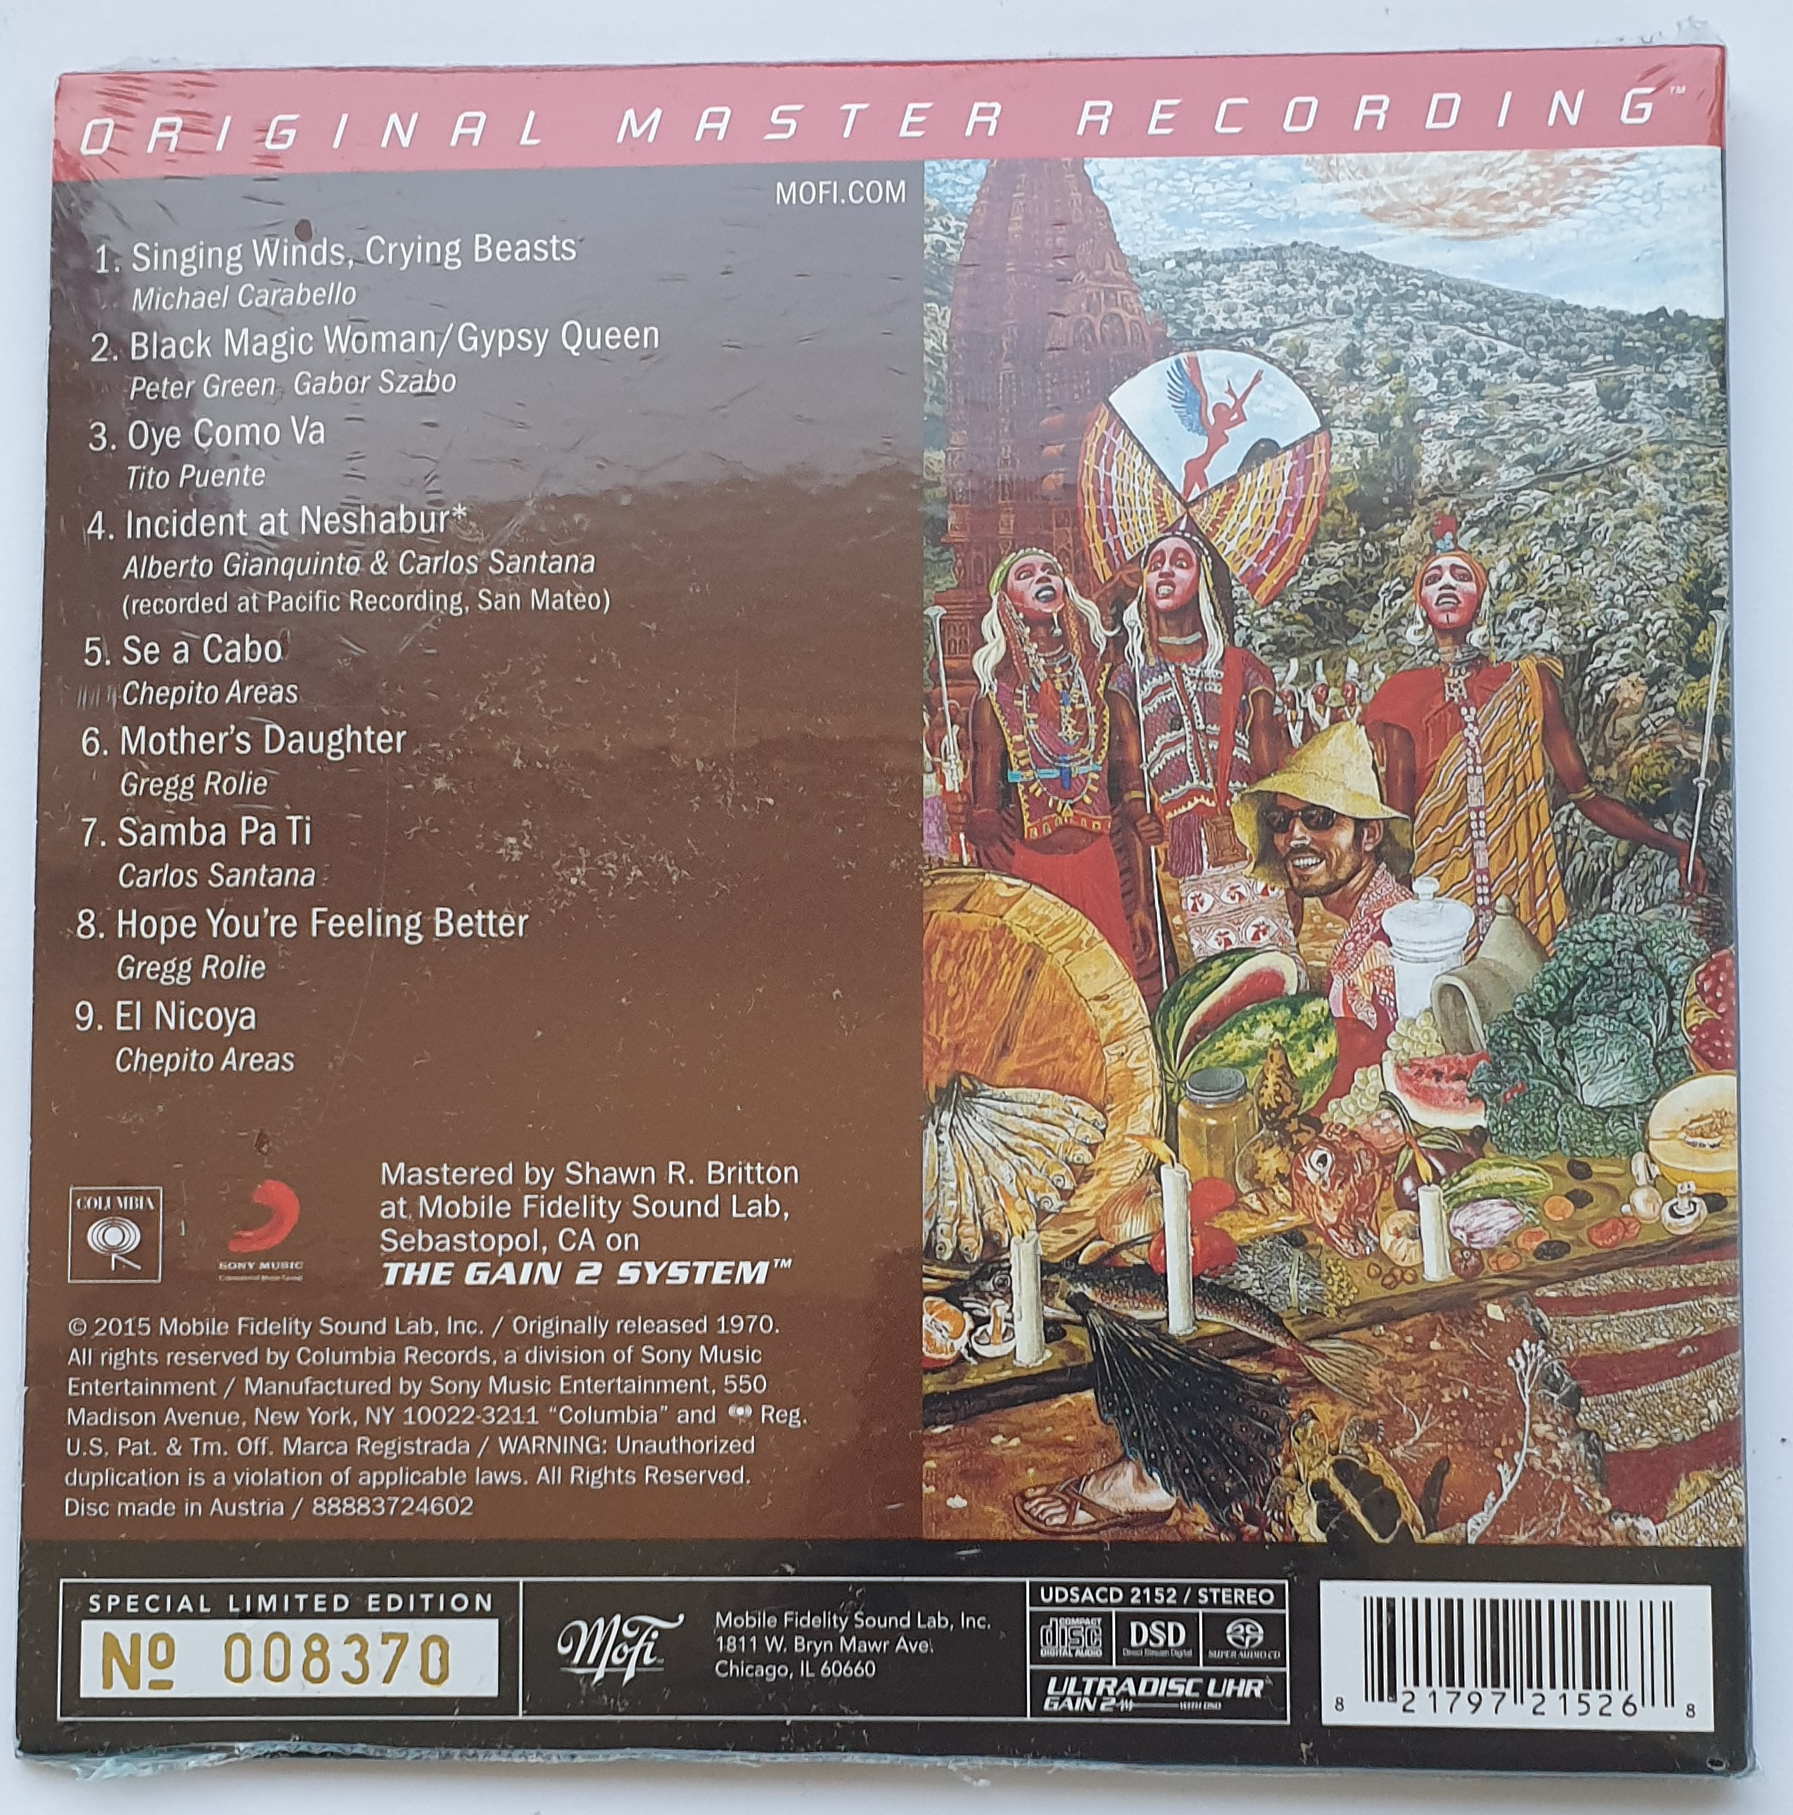 ORIGINAL MASTER RECORDING™
MOFI.COM
1. Singing Winds, Crying Beasts
Michael Carabello
2. Black Magic Woman/Gypsy Queen
Peter Green, Gabor Szabo
3. Oye Como Va
Tito Puente
4. Incident at Neshabur*
Alberto Gianquinto & Carlos Santana
(recorded at Pacific Recording, San Mateo)
5. Se a Cabo
Chepito Areas
6. Mother's Daughter
Gregg Rolie
7. Samba Pa Ti
Carlos Santana
8. Hope You're Feeling Better
Gregg Rolie
9. El Nicoya
Chepito Areas
COLUMBIA
SONY MUSIC
Mastered by Shawn R. Britton
at Mobile Fidelity Sound Lab,
Sebastopol, CA on
THE GAIN 2 SYSTEM™
© 2015 Mobile Fidelity Sound Lab, Inc. / Originally released 1970.
All rights reserved by Columbia Records, a division of Sony Music
Entertainment / Manufactured by Sony Music Entertainment, 550
Madison Avenue, New York, NY 10022-3211 “Columbia” and Reg.
U.S. Pat. & Tm. Off. Marca Registrada / WARNING: Unauthorized
duplication is a violation of applicable laws. All Rights Reserved.
Disc made in Austria / 88883724602
SPECIAL LIMITED EDITION
Nº 008370
MoFi
Mobile Fidelity Sound Lab, Inc.
1811 W. Bryn Mawr Ave.
Chicago, IL 60660
UDSACD 2152 / STEREO
COMPACT disc DIGITAL AUDIO
DSD Direct Stream Digital
SUPER AUDIO CD
ULTRADISC UHR™
GAIN 2 WITH DSD
8 21797 21526 8